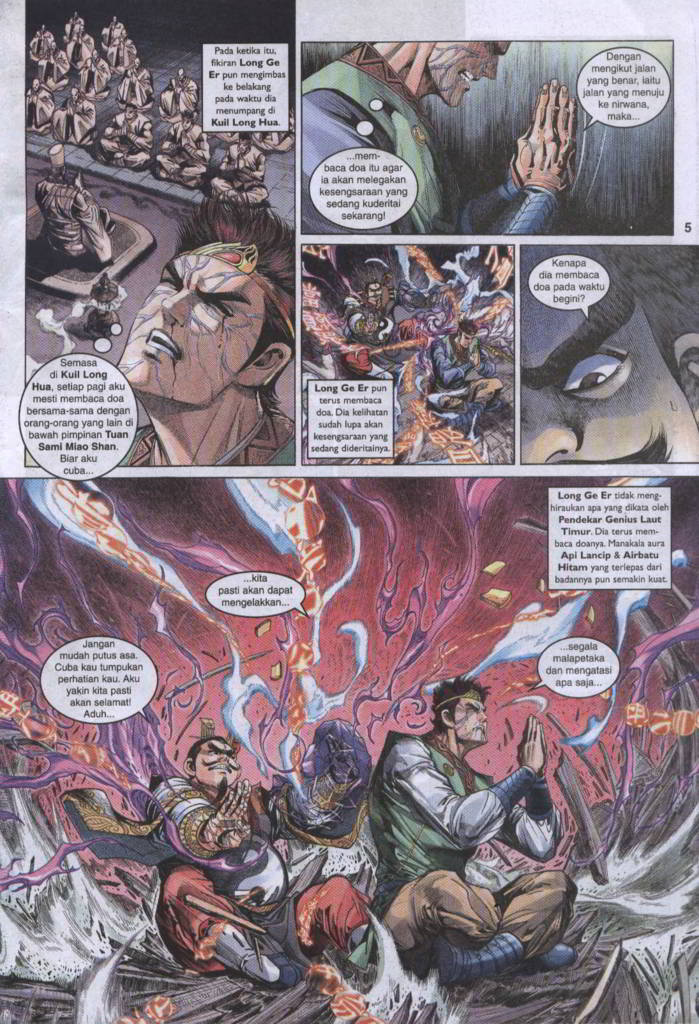 Pada ketika itu,
fikiran Long Ge
Er pun mengimbas
ke belakang
pada waktu dia
menumpang di
Kuil Long Hua.
Semasa
di Kuil Long
Hua, setiap pagi aku
mesti membaca doa
bersama-sama dengan
orang-orang yang lain di
bawah pimpinan Tuan
Sami Miao Shan.
Biar aku
cuba...
Dengan
mengikut jalan
yang benar, iaitu
jalan yang menuju
ke nirwana,
maka...
...mem-
baca doa itu agar
ia akan melegakan
kesengsaraan yang
sedang kuderitai
sekarang!
5
Long Ge Er pun
terus membaca
doa. Dia kelihatan
sudah lupa akan
kesengsaraan yang
sedang dideritainya.
Kenapa
dia membaca
doa pada waktu
begini?
Long Ge Er tidak meng-
hiraukan apa yang dikata oleh
Pendekar Genius Laut
Timur. Dia terus mem-
baca doanya. Manakala aura
Api Lancip & Airbatu
Hitam yang terlepas dari
badannya pun semakin kuat.
...kita
pasti akan dapat
mengelakkan...
Jangan
mudah putus asa.
Cuba kau tumpukan
perhatian kau. Aku
yakin kita pasti
akan selamat!
Aduh...
...segala
malapetaka
dan mengatasi
apa saja...